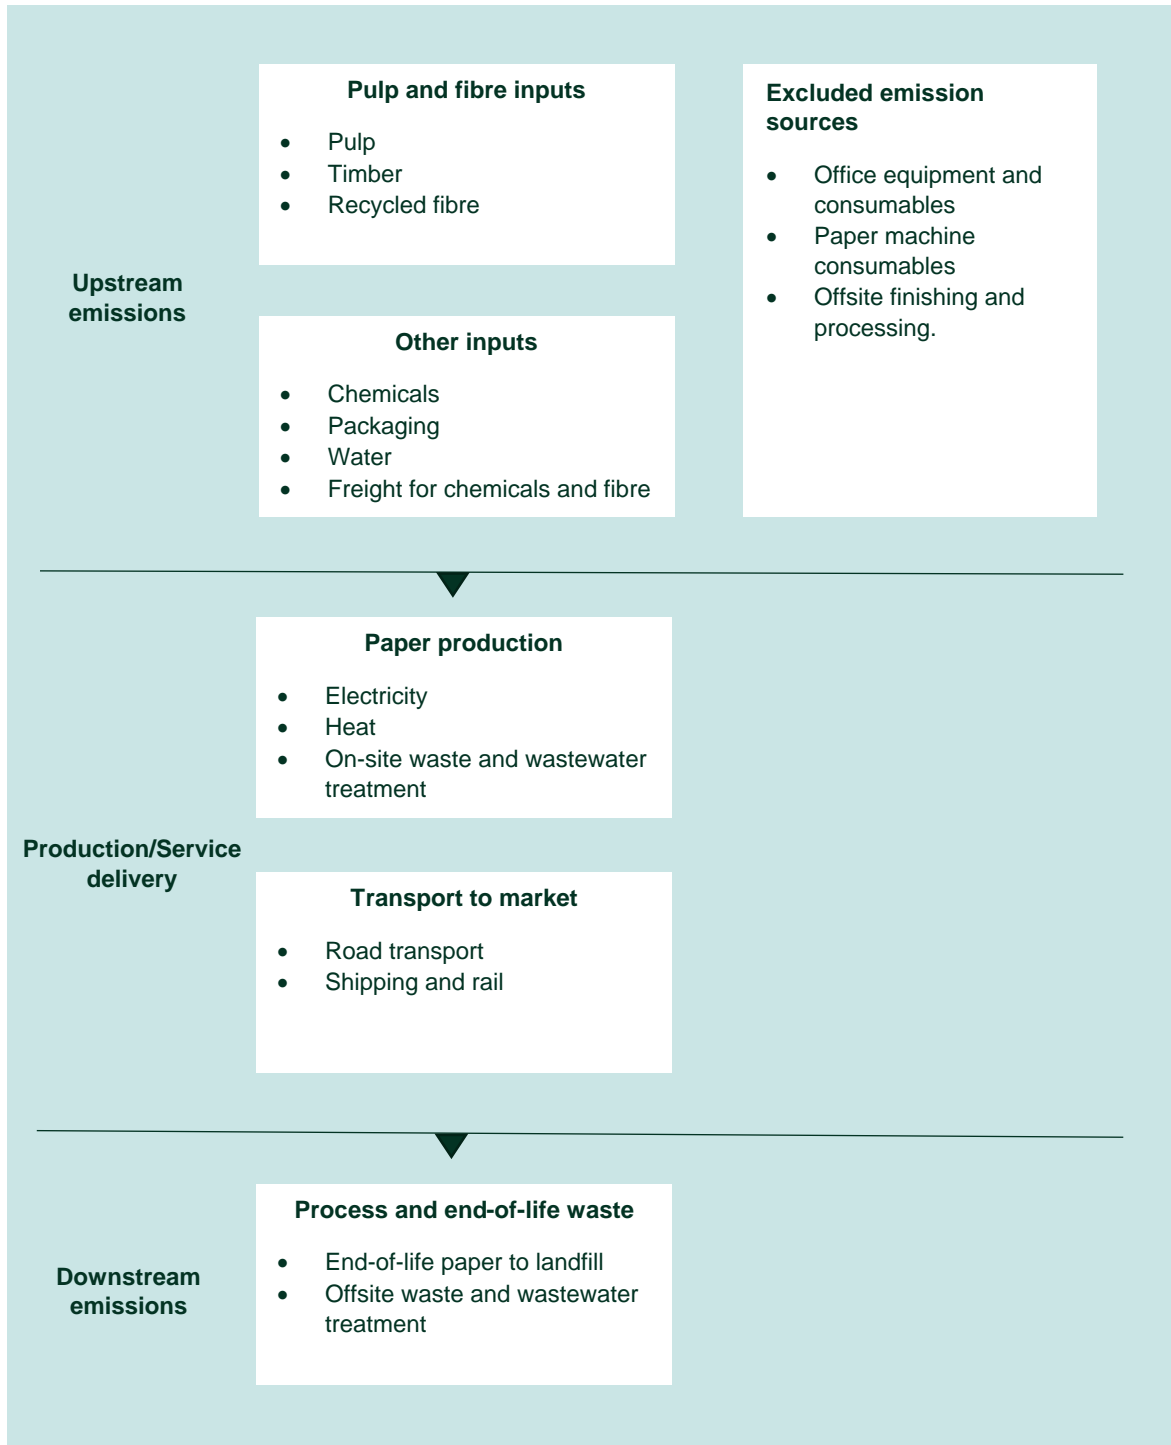 Pulp and fibre inputs
• Pulp
• Timber
• Recycled fibre
Excluded emission
sources
• Office equipment and
consumables
• Paper machine
consumables
• Offsite finishing and
processing.
Upstream
emissions
Other inputs
• Chemicals
• Packaging
• Water
• Freight for chemicals and fibre
Paper production
• Electricity
• Heat
• On-site waste and wastewater
treatment
Production/Service
delivery
Transport to market
• Road transport
• Shipping and rail
Process and end-of-life waste
• End-of-life paper to landfill
• Offsite waste and wastewater
treatment
Downstream
emissions